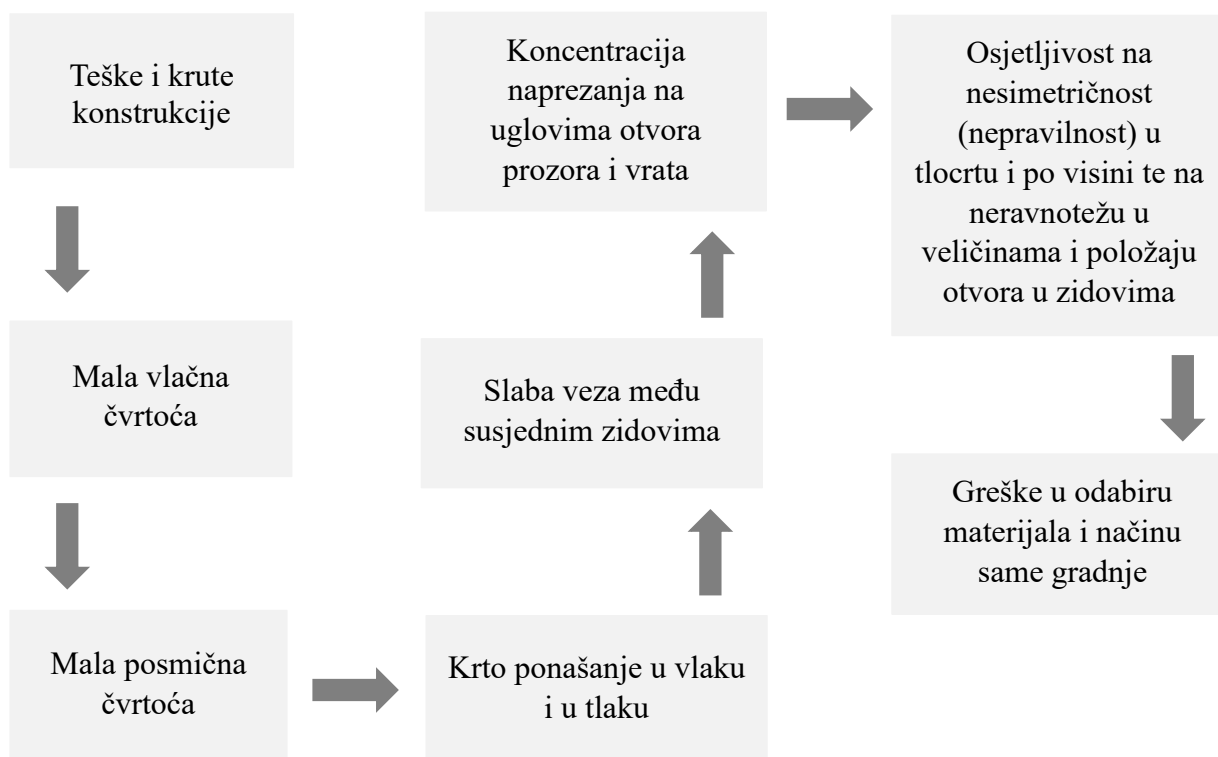 Teške i krute
konstrukcije
Mala vlačna
čvrtoća
Mala posmična
čvrtoća
Krto ponašanje u vlaku
i u tlaku
Slaba veza među
susjednim zidovima
Koncentracija
naprezanja na
uglovima otvora
prozora i vrata
Osjetljivost na
nesimetričnost
(nepravilnost) u
tlocrtu i po visini te na
neravnotežu u
veličinama i položaju
otvora u zidovima
Greške u odabiru
materijala i načinu
same gradnje